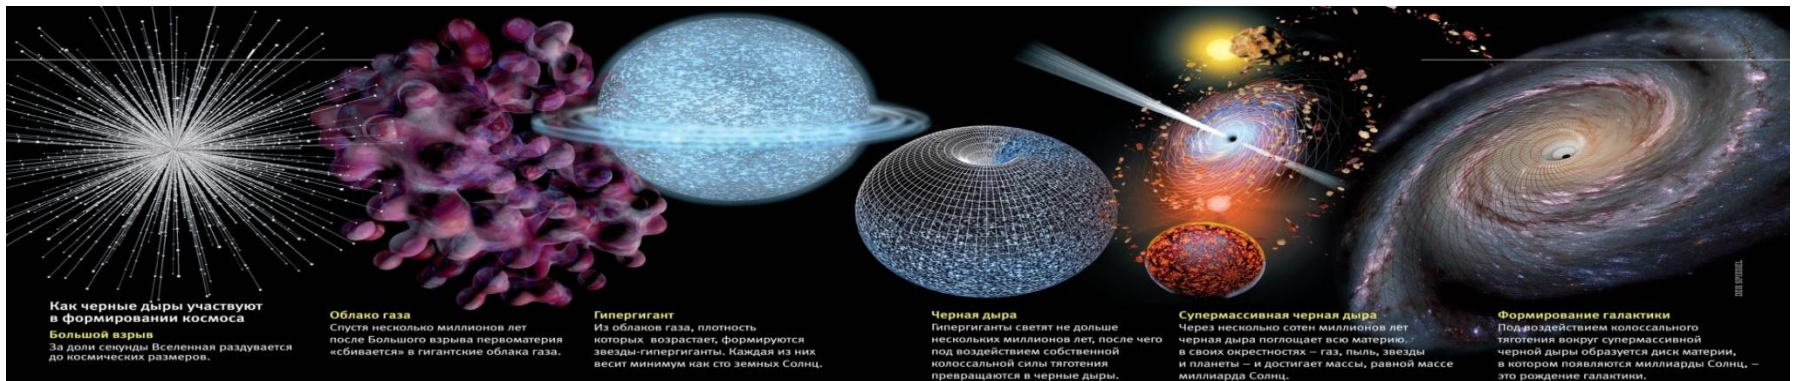 Как черные дыры участвуют
в формировании космоса
Большой взрыв
За доли секунды Вселенная раздувается
до космических размеров.
Облако газа
Спустя несколько миллионов лет
после Большого взрыва первоматерия
«сбивается» в гигантские облака газа.
Гипергигант
Из облаков газа, плотность
которых возрастает, формируются
звезды-гипергиганты. Каждая из них
весит минимум как сто земных Солнц.
Черная дыра
Гипергиганты светят не дольше
нескольких миллионов лет, после чего
под воздействием собственной
колоссальной силы тяготения
превращаются в черные дыры.
Супермассивная черная дыра
Через несколько сотен миллионов лет
черная дыра поглощает всю материю
в своих окрестностях – газ, пыль, звезды
и планеты – и достигает массы, равной массе
миллиарда Солнц.
Формирование галактики
Под воздействием колоссального
тяготения вокруг супермассивной
черной дыры образуется диск материи,
в котором появляются миллиарды Солнц, –
это рождение галактики.
DER SPIEGEL